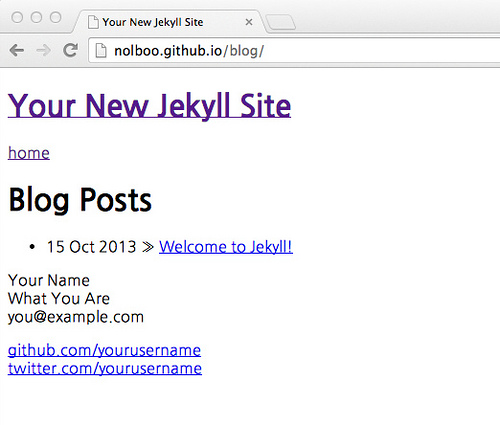 Your New Jekyll Site
nolboo.github.io/blog/
Your New Jekyll Site
home
Blog Posts
• 15 Oct 2013 » Welcome to Jekyll!
Your Name
What You Are
you@example.com
github.com/yourusername
twitter.com/yourusername